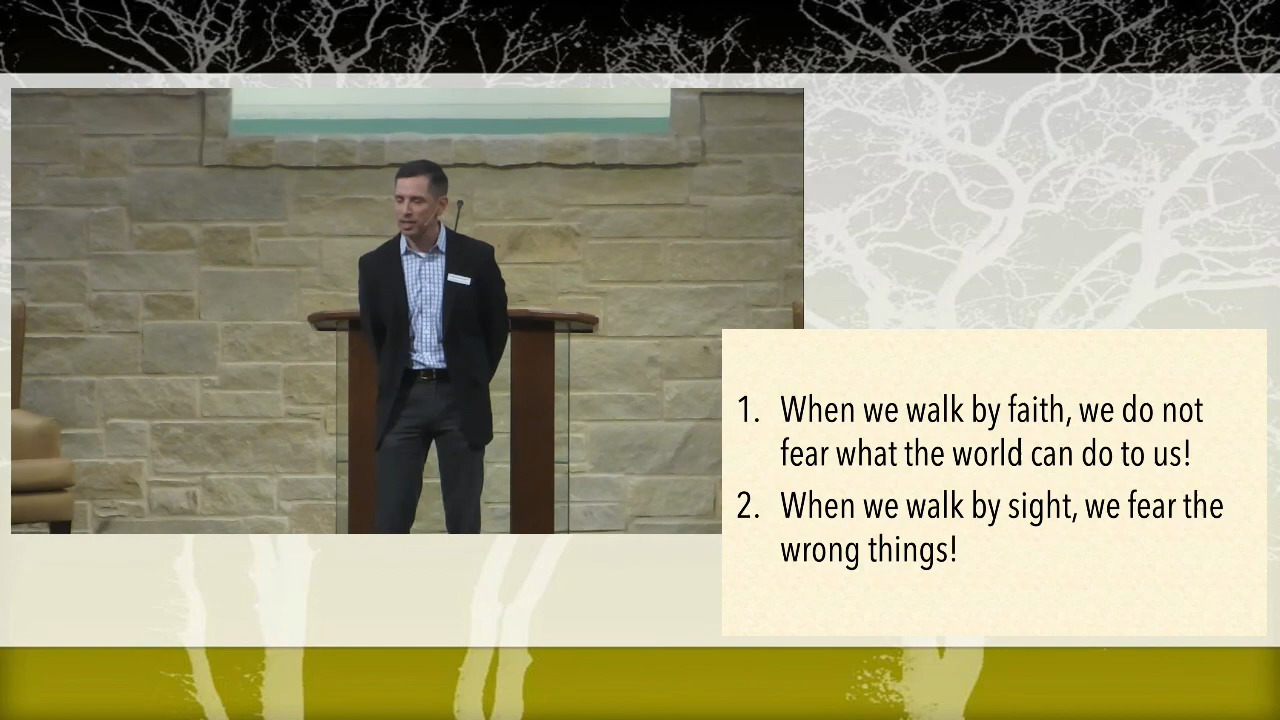 1. When we walk by faith, we do not
fear what the world can do to us!
2. When we walk by sight, we fear the
wrong things!